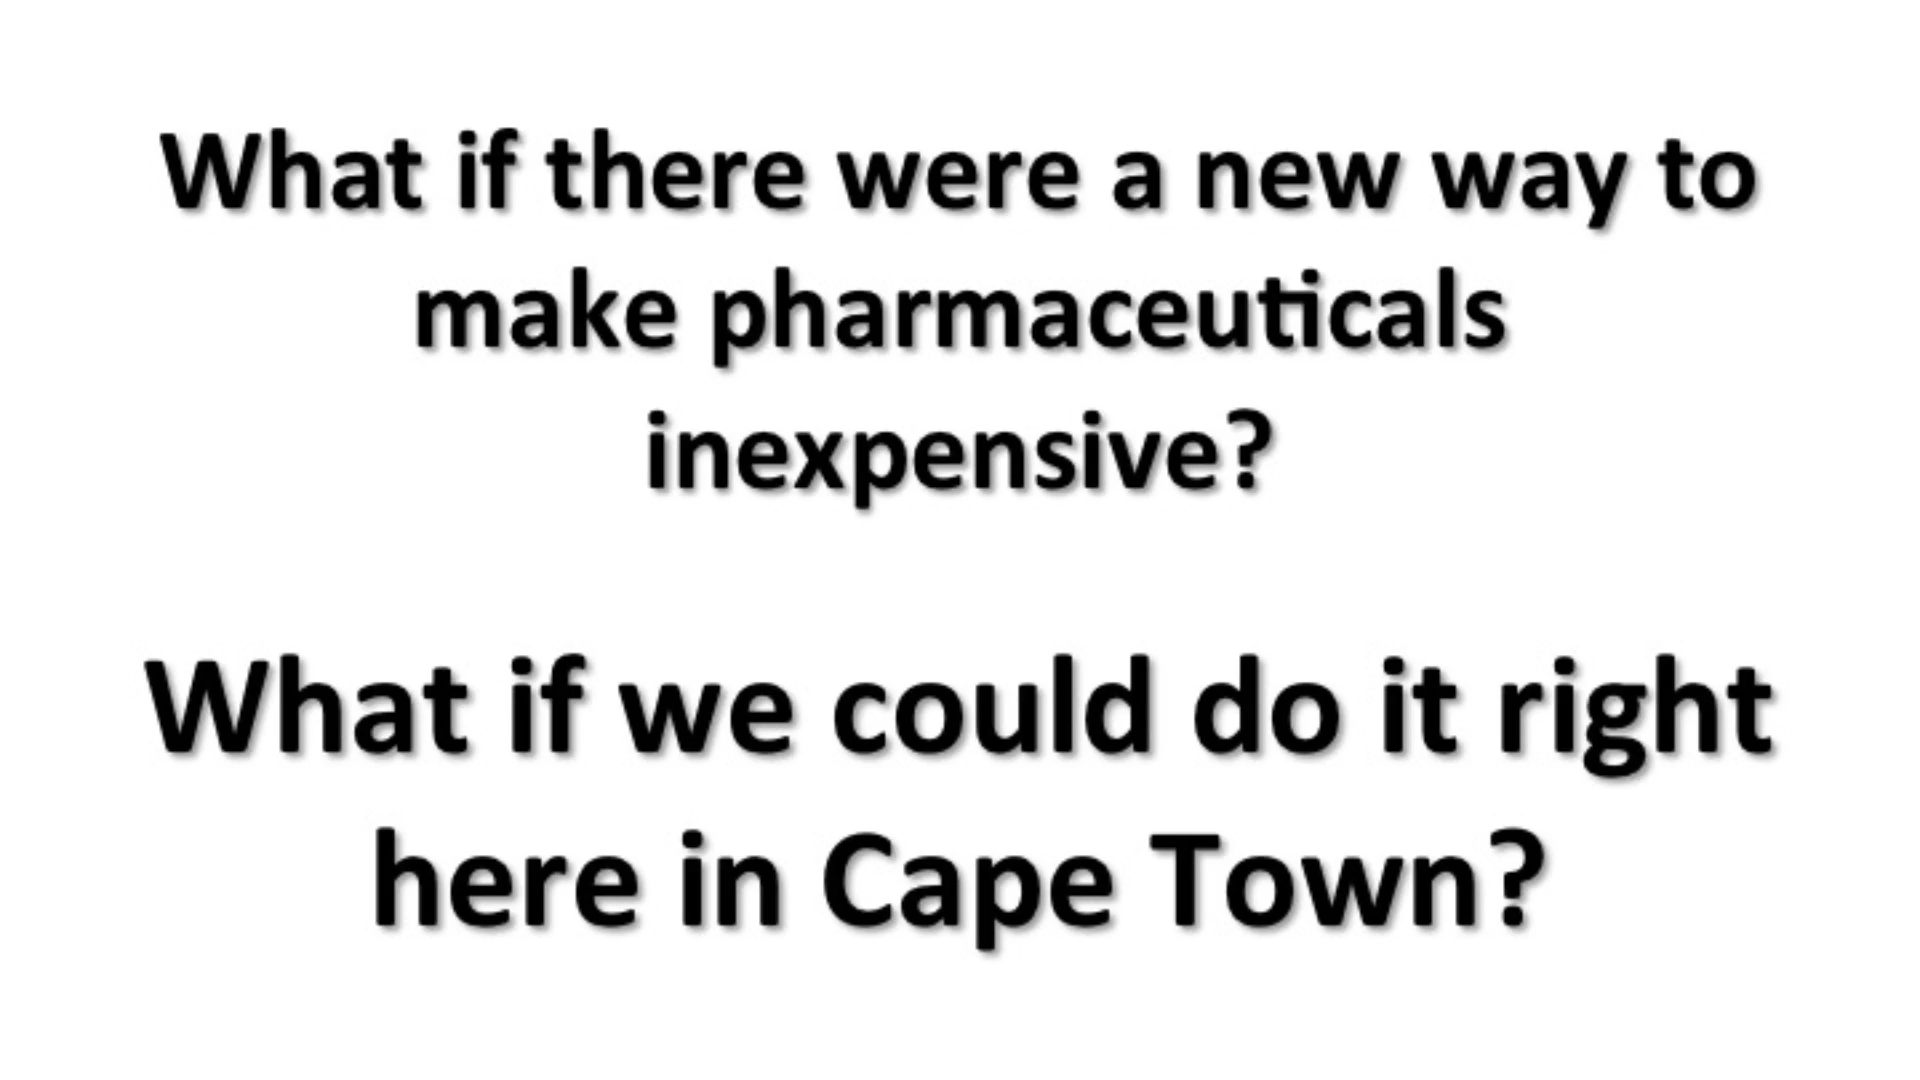 What if there were a new way to
make pharmaceuticals
inexpensive?
What if we could do it right
here in Cape Town?